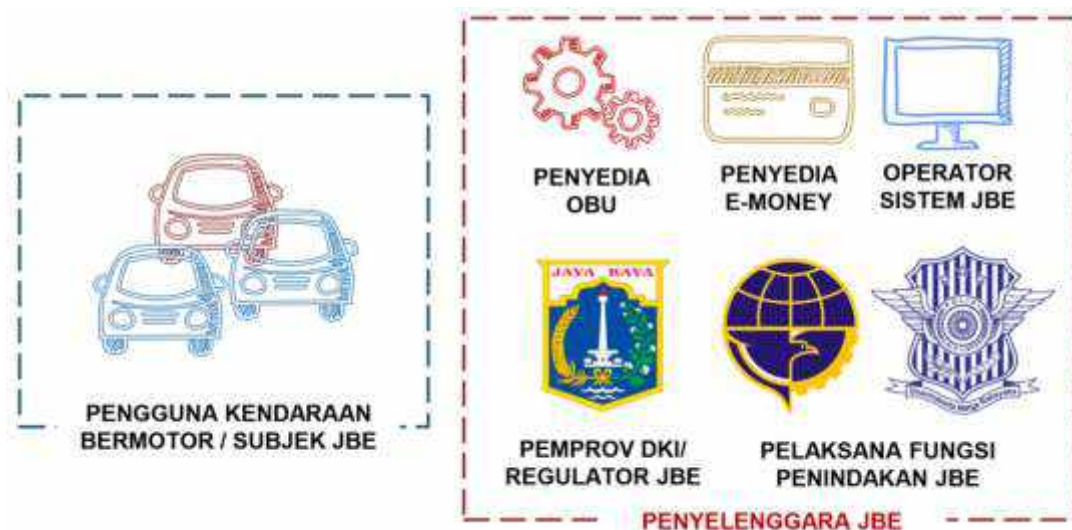 PENGGUNA KENDARAAN
BERMOTOR / SUBJEK JBE
PENYEDIA
OBU
PENYEDIA
E-MONEY
OPERATOR
SISTEM JBE
JAYA RAYA
PEMPROV DKI/
REGULATOR JBE
PELAKSANA FUNGSI
PENINDAKAN JBE
PENYELENGGARA JBE